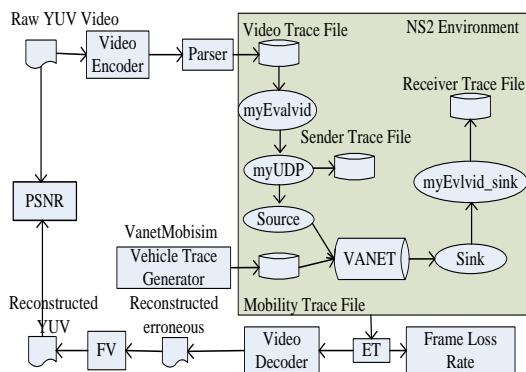 Raw YUV Video
Video Trace File
NS2 Environment
Video
Encoder
Parser
Receiver Trace File
myEvalvid
Sender Trace File
myUDP
myEvlvid_sink
PSNR
Source
VanetMobisim
Vehicle Trace
Generator
VANET
Sink
Reconstructed
YUV
Reconstructed
erroneous
Mobility Trace File
FV
Video
Decoder
ET
Frame Loss
Rate